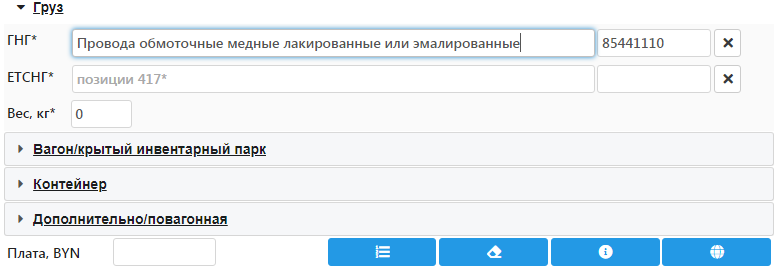 Груз
ГНГ* Провода обмоточные медные лакированные или эмалированные 85441110
ЕТСНГ* позиции 417*
Вес, кг* 0
Вагон/крытый инвентарный парк
Контейнер
Дополнительно/повагонная
Плата, BYN